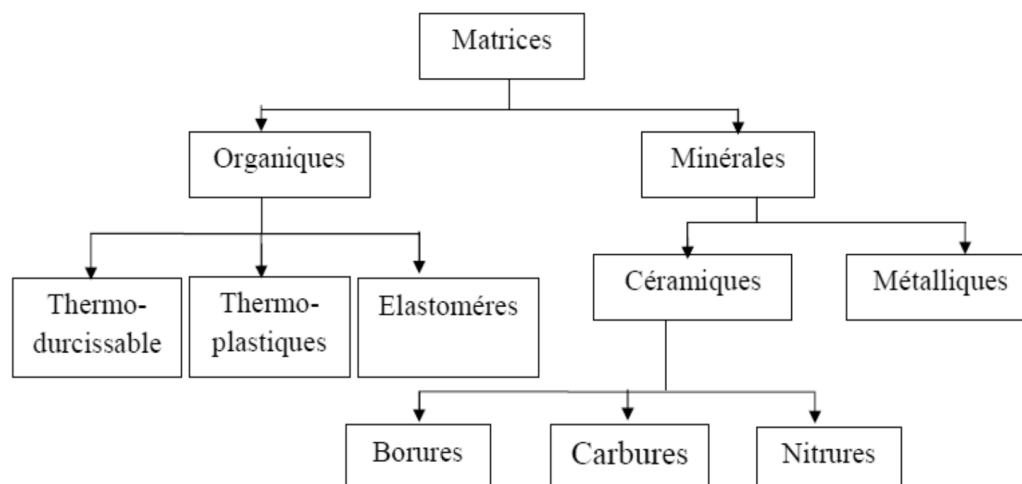 Matrices
Organiques
Minérales
Thermo-
durcissable
Thermo-
plastiques
Elastoméres
Céramiques
Métalliques
Borures
Carbures
Nitrures